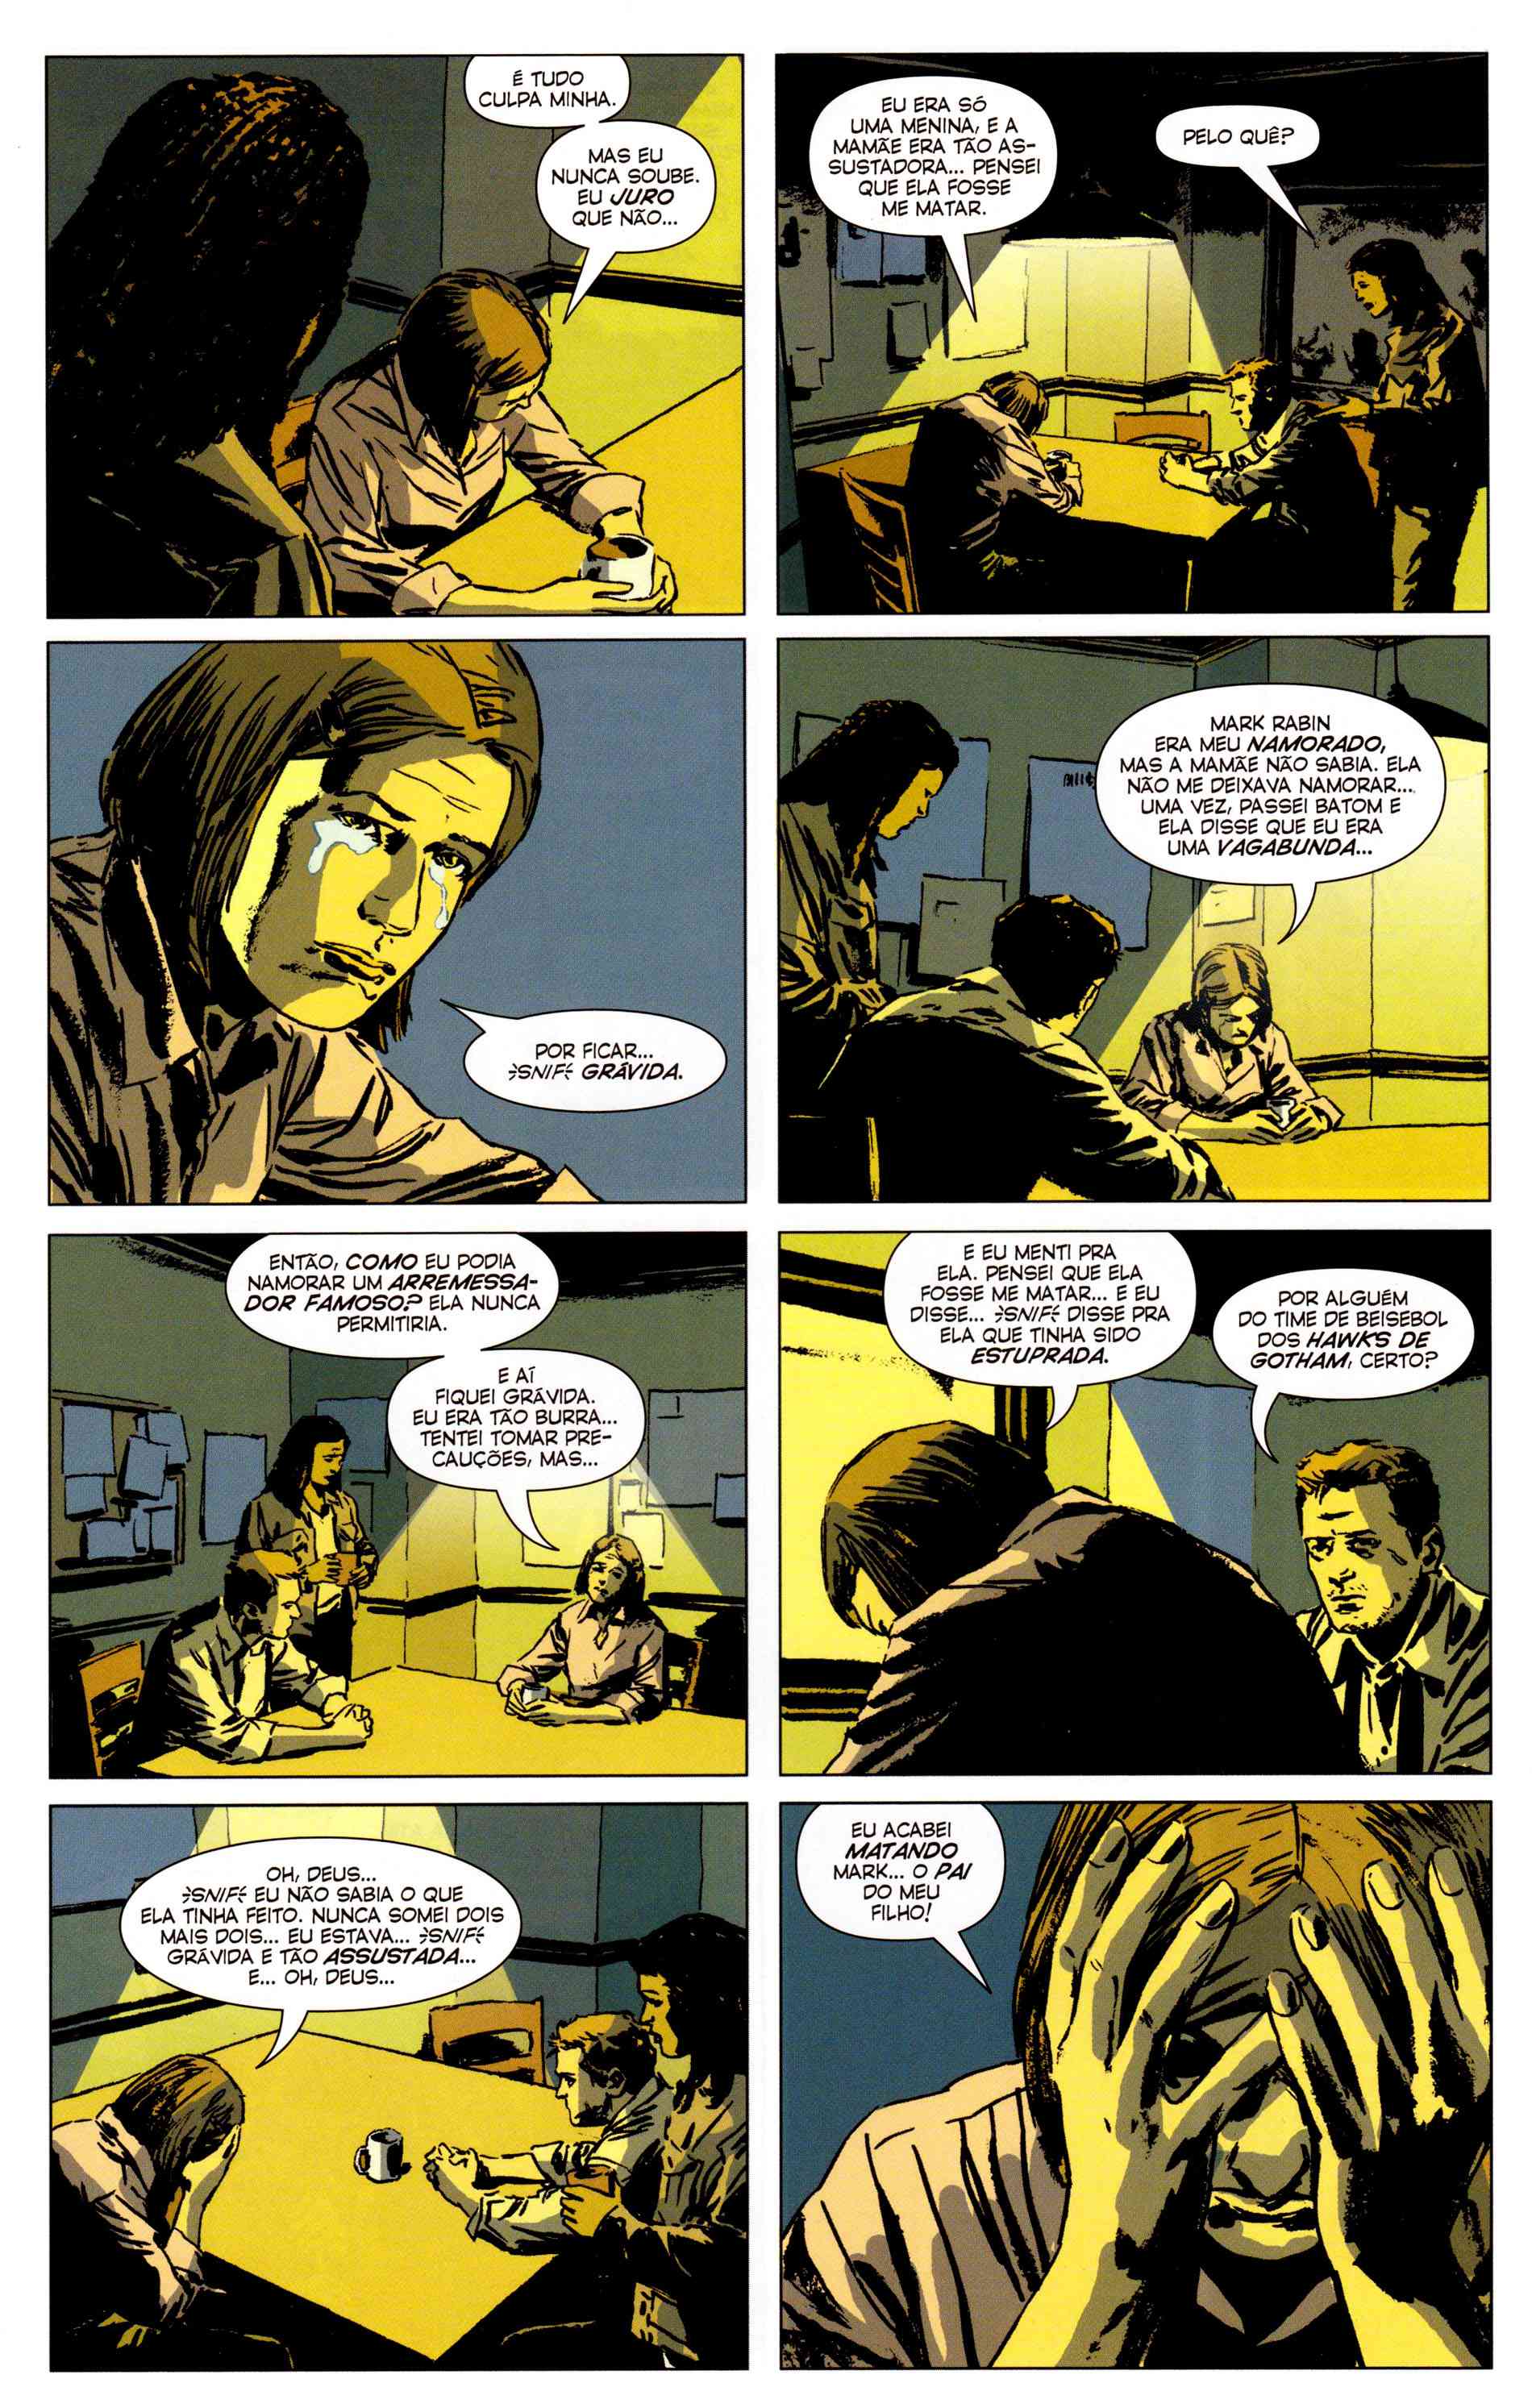 É TUDO
CULPA MINHA.
MAS EU
NUNCA SOUBE.
EU JURO
QUE NÃO...
EU ERA SÓ
UMA MENINA, E A
MAMÃE ERA TÃO AS-
SUSTADORA... PENSEI
QUE ELA FOSSE
ME MATAR.
PELO QUÊ?
POR FICAR...
SNIF GRÁVIDA.
MARK RABIN
ERA MEU NAMORADO,
MAS A MAMÃE NÃO SABIA. ELA
NÃO ME DEIXAVA NAMORAR...
UMA VEZ, PASSEI BATOM E
ELA DISSE QUE EU ERA
UMA VAGABUNDA...
ENTÃO, COMO EU PODIA
NAMORAR UM ARREMESSA-
DOR FAMOSO? ELA NUNCA
PERMITIRIA.
E AÍ
FIQUEI GRÁVIDA.
EU ERA TÃO BURRA...
TENTEI TOMAR PRE-
CAUÇÕES, MAS...
E EU MENTI PRA
ELA. PENSEI QUE ELA
FOSSE ME MATAR... E EU
DISSE... SNIF DISSE PRA
ELA QUE TINHA SIDO
ESTUPRADA.
POR ALGUÉM
DO TIME DE BEISEBOL
DOS HAWKS DE
GOTHAM, CERTO?
OH, DEUS...
SNIF EU NÃO SABIA O QUE
ELA TINHA FEITO. NUNCA SOMEI DOIS
MAIS DOIS... EU ESTAVA... SNIF
GRÁVIDA E TÃO ASSUSTADA...
E... OH, DEUS...
EU ACABEI
MATANDO
MARK... O PAI
DO MEU
FILHO!